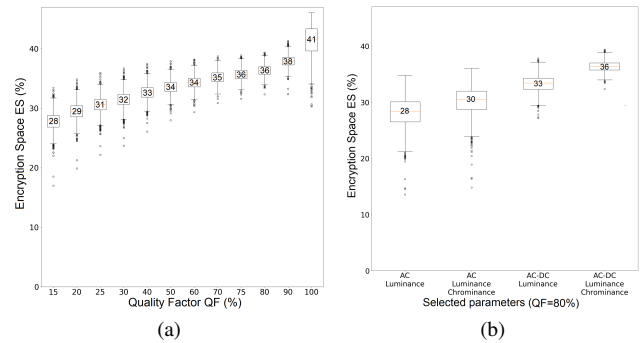 Encryption Space ES (%)
40
30
20
10
0
28
29
31
32
33
34
34
35
36
36
38
41
15 20 25 30 40 50 60 70 75 80 90 100
Quality Factor QF (%)
(a)
Encryption Space ES (%)
40
30
20
10
0
28
30
33
36
AC AC AC-DC AC-DC
Luminance Luminance Luminance Luminance
Chrominance Chrominance
Selected parameters (QF=80%)
(b)